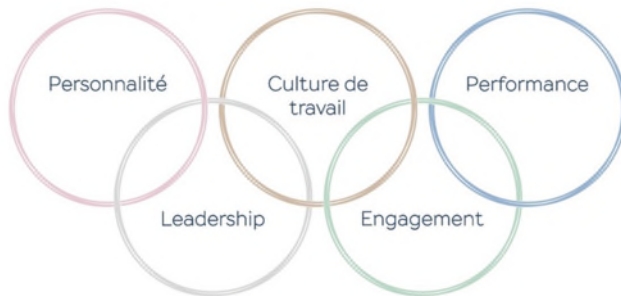 Personnalité
Culture de
travail
Performance
Leadership
Engagement